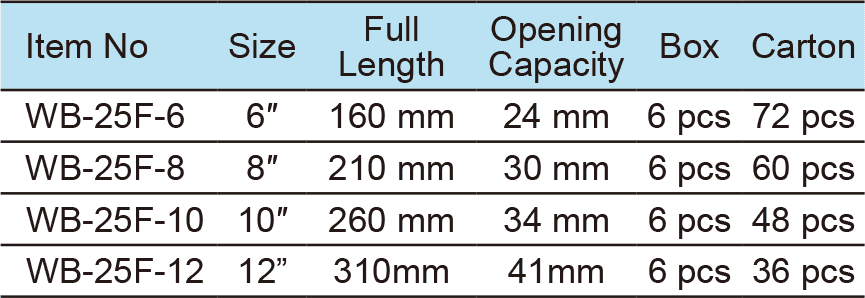 Item No Size Full Length Opening Capacity Box Carton
WB-25F-6 6″ 160 mm 24 mm 6 pcs 72 pcs
WB-25F-8 8″ 210 mm 30 mm 6 pcs 60 pcs
WB-25F-10 10″ 260 mm 34 mm 6 pcs 48 pcs
WB-25F-12 12” 310mm 41mm 6 pcs 36 pcs